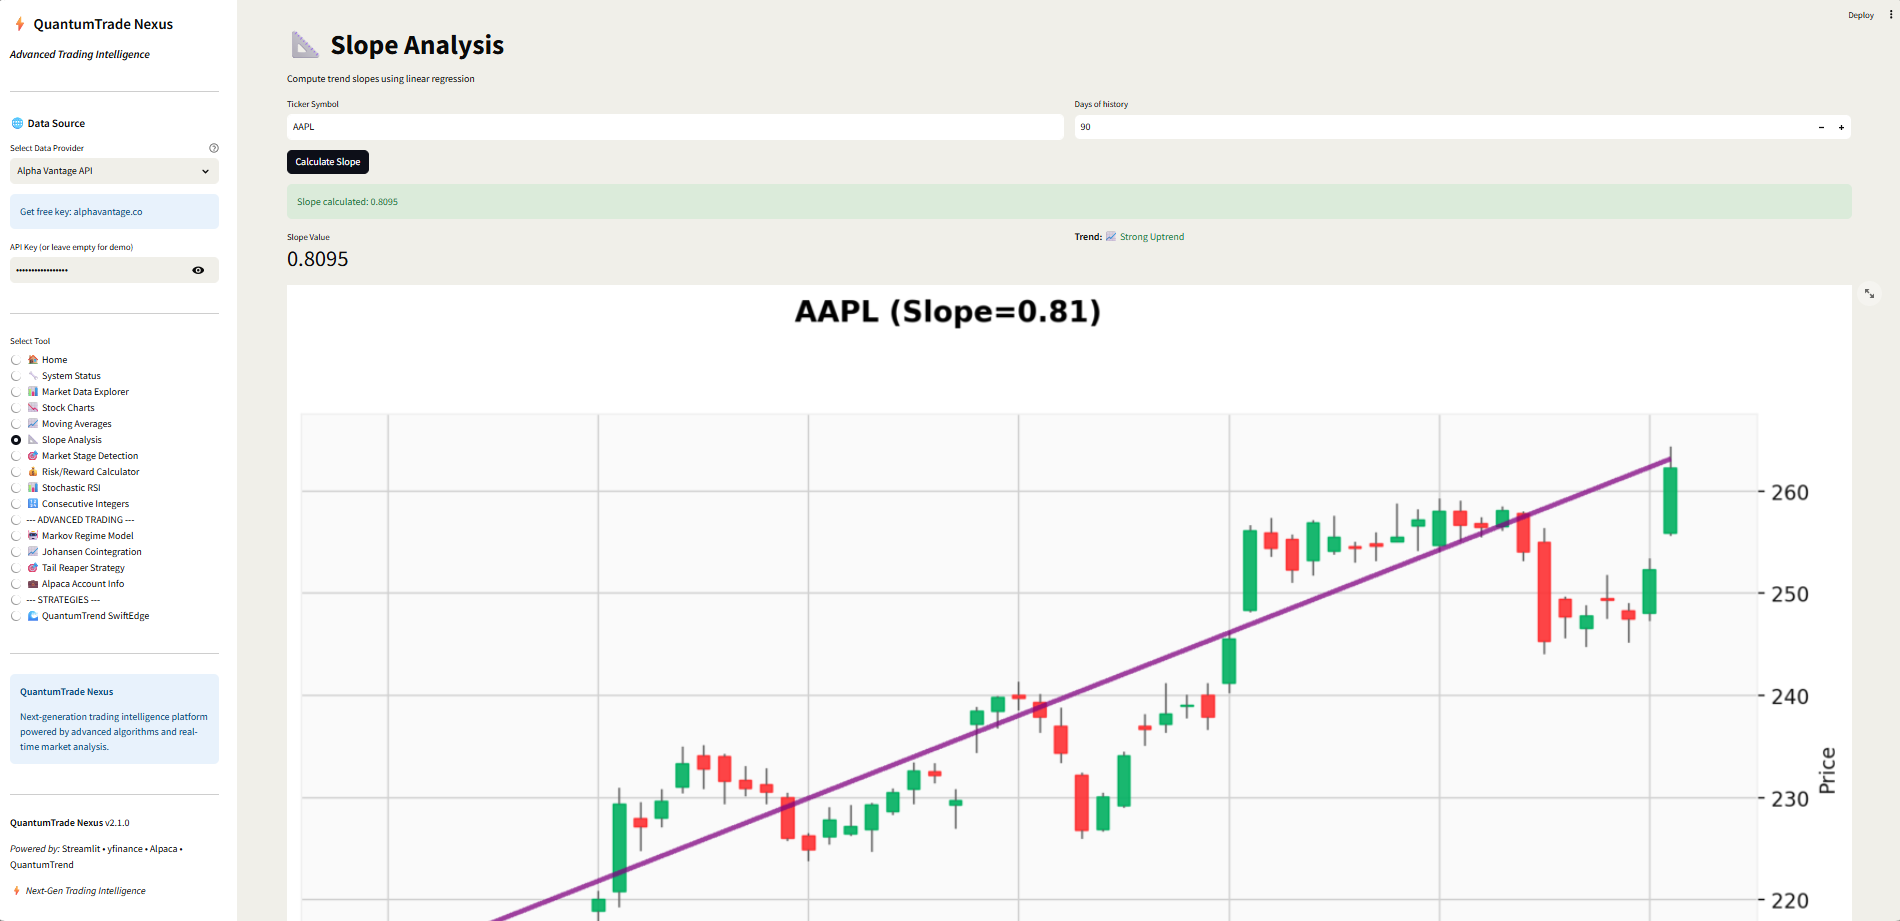 QuantumTrade Nexus
Advanced Trading Intelligence
Data Source
Select Data Provider
Alpha Vantage API
Get free key: alphavantage.co
API Key (or leave empty for demo)
Select Tool
Home
System Status
Market Data Explorer
Stock Charts
Moving Averages
Slope Analysis
Market Stage Detection
Risk/Reward Calculator
Stochastic RSI
Consecutive Integers
--- ADVANCED TRADING ---
Markov Regime Model
Johansen Cointegration
Tail Reaper Strategy
Alpaca Account Info
--- STRATEGIES ---
QuantumTrend SwiftEdge
QuantumTrade Nexus
Next-generation trading intelligence platform
powered by advanced algorithms and real-
time market analysis.
QuantumTrade Nexus v2.1.0
Powered by: Streamlit • yfinance • Alpaca •
QuantumTrend
Next-Gen Trading Intelligence
Deploy
Slope Analysis
Compute trend slopes using linear regression
Ticker Symbol
AAPL
Days of history
90
Calculate Slope
Slope calculated: 0.8095
Slope Value
0.8095
Trend: Strong Uptrend
AAPL (Slope=0.81)
260
250
240
230
220
Price